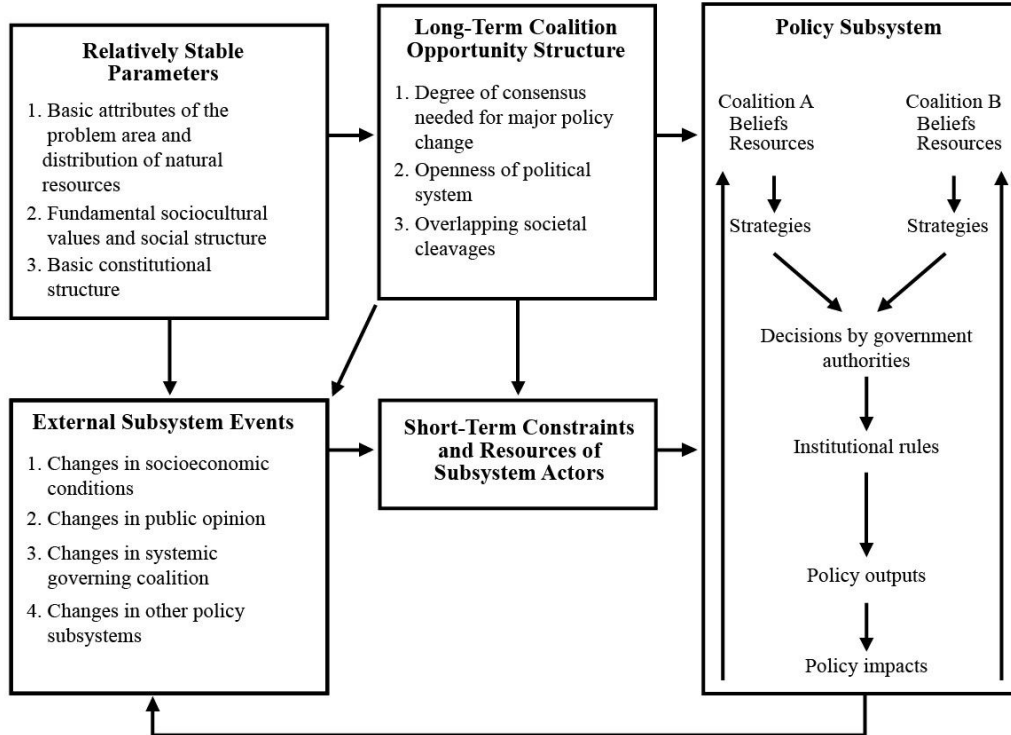 Relatively Stable
Parameters
1. Basic attributes of the
problem area and
distribution of natural
resources
2. Fundamental sociocultural
values and social structure
3. Basic constitutional
structure
Long-Term Coalition
Opportunity Structure
1. Degree of consensus
needed for major policy
change
2. Openness of political
system
3. Overlapping societal
cleavages
External Subsystem Events
1. Changes in socioeconomic
conditions
2. Changes in public opinion
3. Changes in systemic
governing coalition
4. Changes in other policy
subsystems
Short-Term Constraints
and Resources of
Subsystem Actors
Policy Subsystem
Coalition A
Beliefs
Resources
Coalition B
Beliefs
Resources
Strategies
Strategies
Decisions by government
authorities
Institutional rules
Policy outputs
Policy impacts